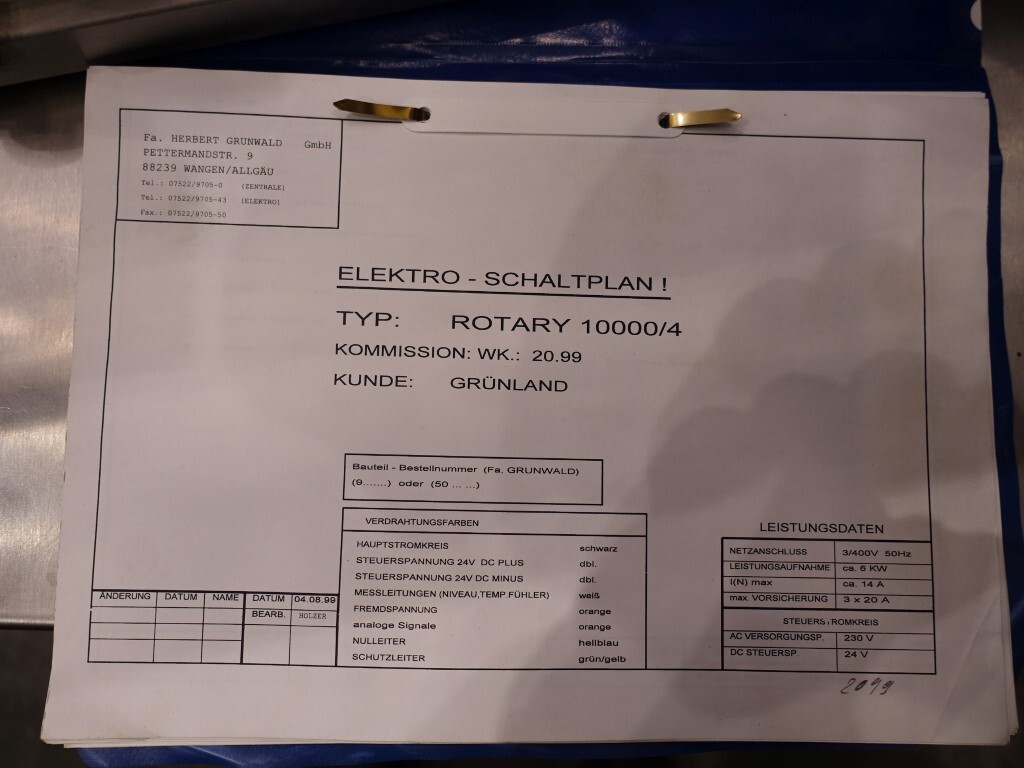 Fa. HERBERT GRUNWALD GmbH
PETTERMANDSTR. 9
88239 WANGEN/ALLGÄU
Tel.: 07522/9705-0 (ZENTRALE)
Tel.: 07522/9705-43 (ELEKTRO)
Fax.: 07522/9705-50
ELEKTRO - SCHALTPLAN !
TYP: ROTARY 10000/4
KOMMISSION: WK.: 20.99
KUNDE: GRÜNLAND
Bauteil - Bestellnummer (Fa. GRUNWALD)
(9.......) oder (50 ... ...)
VERDRAHTUNGSFARBEN
HAUPTSTROMKREIS schwarz
STEUERSPANNUNG 24V DC PLUS dbl.
STEUERSPANNUNG 24V DC MINUS dbl.
MESSLEITUNGEN (NIVEAU,TEMP.FÜHLER) weiß
FREMDSPANNUNG orange
analoge Signale orange
NULLEITER hellblau
SCHUTZLEITER grün/gelb
LEISTUNGSDATEN
NETZANSCHLUSS 3/400V 50Hz
LEISTUNGSAUFNAHME ca. 6 KW
I(N) max ca. 14 A
max. VORSICHERUNG 3 x 20 A
STEUERSTROMKREIS
AC VERSORGUNGSP. 230 V
DC STEUERSP. 24 V
ÄNDERUNG DATUM NAME DATUM 04.08.99
BEARB. HOLZER
2099